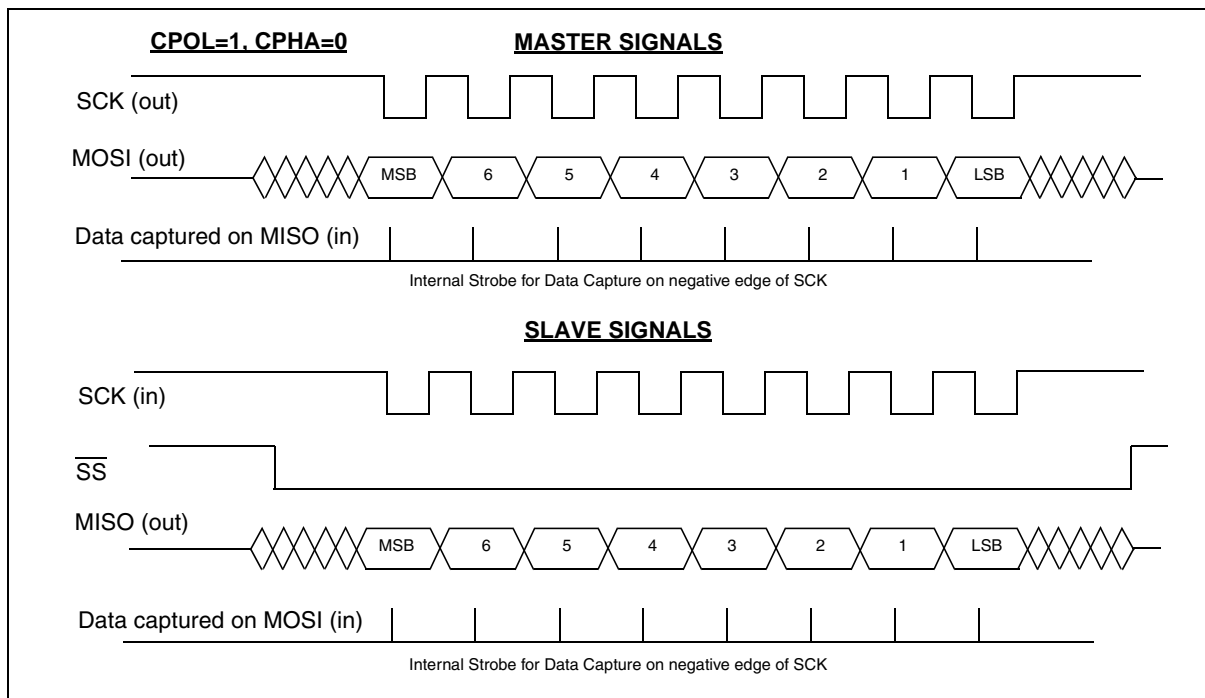 CPOL=1, CPHA=0 MASTER SIGNALS
SCK (out)
MOSI (out)
MSB 6 5 4 3 2 1 LSB
Data captured on MISO (in)
Internal Strobe for Data Capture on negative edge of SCK
SLAVE SIGNALS
SCK (in)
SS
MISO (out)
MSB 6 5 4 3 2 1 LSB
Data captured on MOSI (in)
Internal Strobe for Data Capture on negative edge of SCK